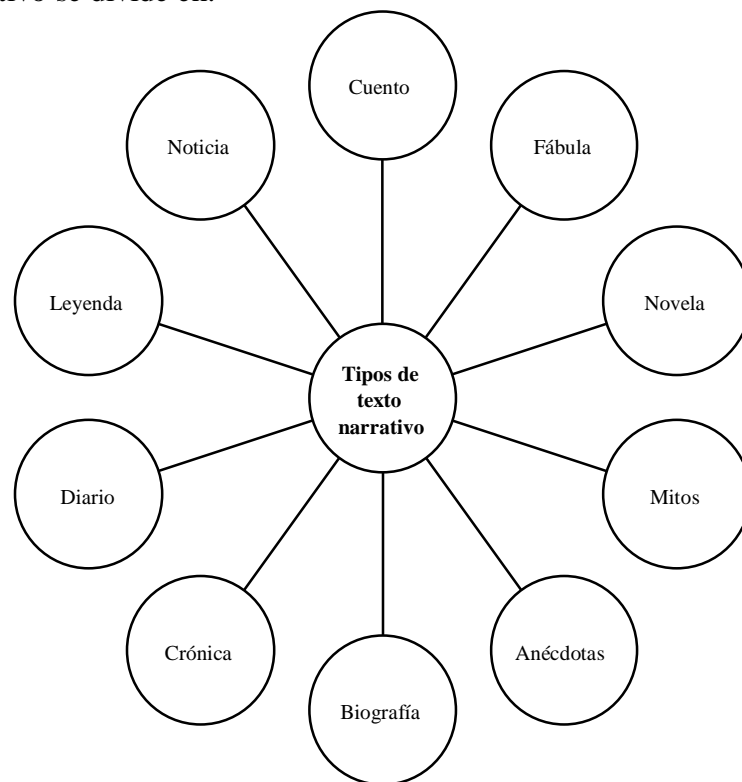 Cuento
Noticia
Fábula
Leyenda
Novela
Tipos de
texto
narrativo
Diario
Mitos
Crónica
Anécdotas
Biografía